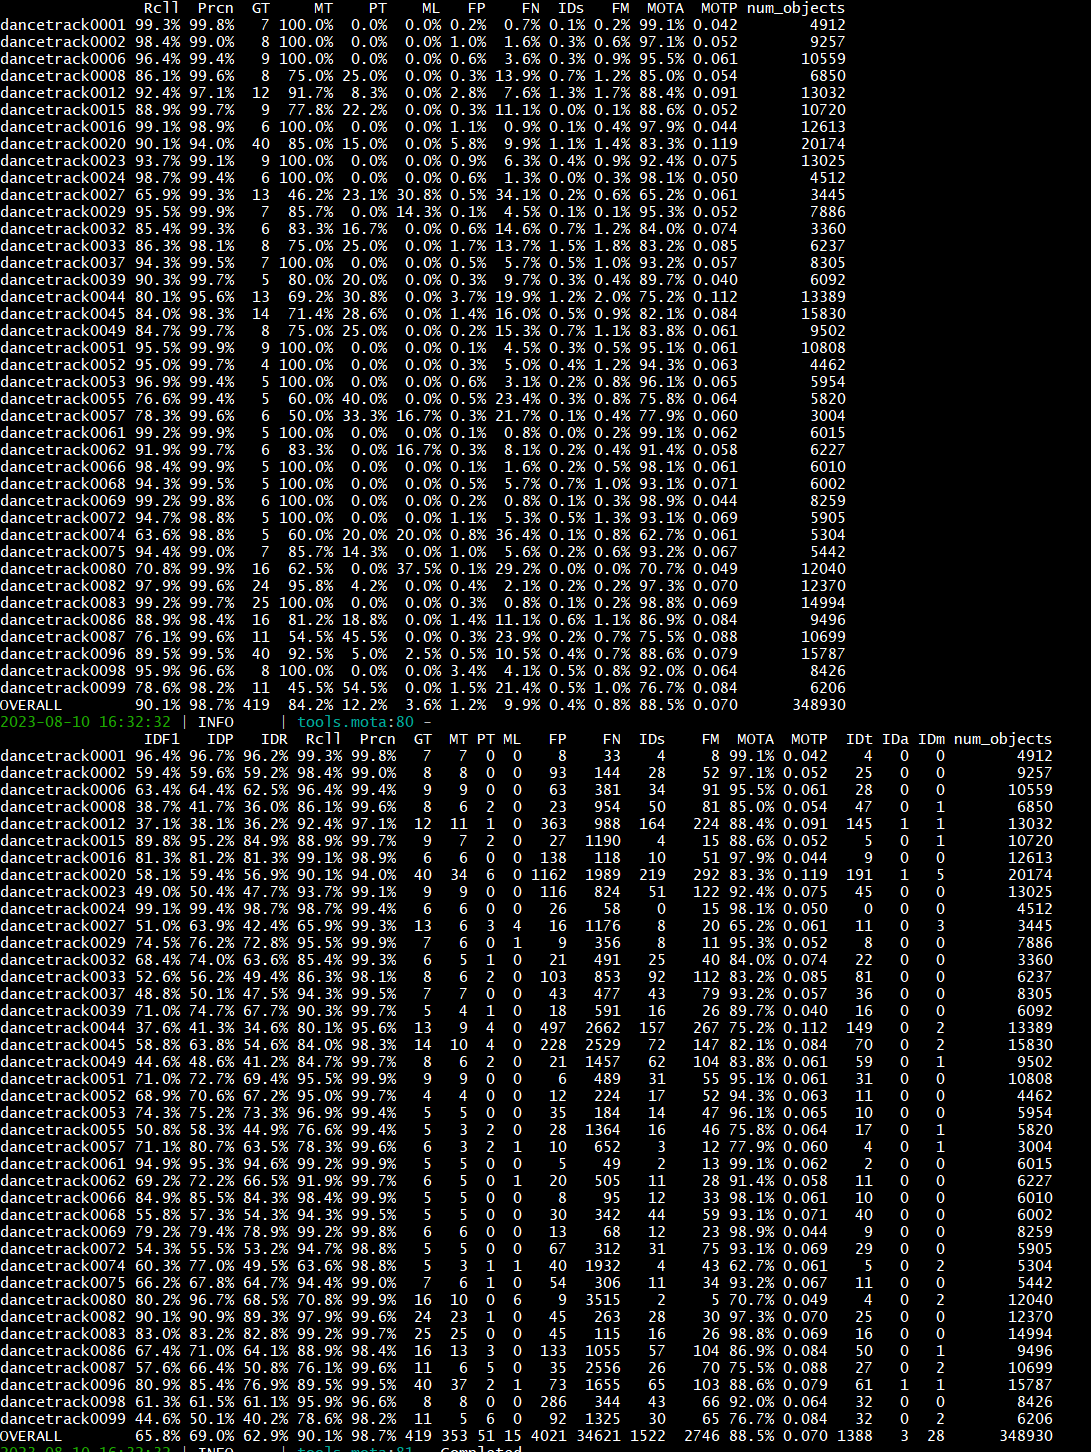 Rcll Prcn GT MT PT ML FP FN IDs FM MOTA MOTP num_objects
dancetrack0001 99.3% 99.8% 7 100.0% 0.0% 0.0% 0.2% 0.7% 0.1% 0.2% 99.1% 0.042 4912
dancetrack0002 98.4% 99.0% 8 100.0% 0.0% 0.0% 1.0% 1.6% 0.3% 0.6% 97.1% 0.052 9257
dancetrack0006 96.4% 99.4% 9 100.0% 0.0% 0.0% 0.6% 3.6% 0.3% 0.9% 95.5% 0.061 10559
dancetrack0008 86.1% 99.6% 8 75.0% 25.0% 0.0% 0.3% 13.9% 0.7% 1.2% 85.0% 0.054 6850
dancetrack0012 92.4% 97.1% 12 91.7% 8.3% 0.0% 2.8% 7.6% 1.3% 1.7% 88.4% 0.091 13032
dancetrack0015 88.9% 99.7% 9 77.8% 22.2% 0.0% 0.3% 11.1% 0.0% 0.1% 88.6% 0.052 10720
dancetrack0016 99.1% 98.9% 6 100.0% 0.0% 0.0% 1.1% 0.9% 0.1% 0.4% 97.9% 0.044 12613
dancetrack0020 90.1% 94.0% 40 85.0% 15.0% 0.0% 5.8% 9.9% 1.1% 1.4% 83.3% 0.119 20174
dancetrack0023 93.7% 99.1% 9 100.0% 0.0% 0.0% 0.9% 6.3% 0.4% 0.9% 92.4% 0.075 13025
dancetrack0024 98.7% 99.4% 6 100.0% 0.0% 0.0% 0.6% 1.3% 0.0% 0.3% 98.1% 0.050 4512
dancetrack0027 65.9% 99.3% 13 46.2% 23.1% 30.8% 0.5% 34.1% 0.2% 0.6% 65.2% 0.061 3445
dancetrack0029 95.5% 99.9% 7 85.7% 0.0% 14.3% 0.1% 4.5% 0.1% 0.1% 95.3% 0.052 7886
dancetrack0032 85.4% 99.3% 6 83.3% 16.7% 0.0% 0.6% 14.6% 0.7% 1.2% 84.0% 0.074 3360
dancetrack0033 86.3% 98.1% 8 75.0% 25.0% 0.0% 1.7% 13.7% 1.5% 1.8% 83.2% 0.085 6237
dancetrack0037 94.3% 99.5% 7 100.0% 0.0% 0.0% 0.5% 5.7% 0.5% 1.0% 93.2% 0.057 8305
dancetrack0039 90.3% 99.7% 5 80.0% 20.0% 0.0% 0.3% 9.7% 0.3% 0.4% 89.7% 0.040 6092
dancetrack0044 80.1% 95.6% 13 69.2% 30.8% 0.0% 3.7% 19.9% 1.2% 2.0% 75.2% 0.112 13389
dancetrack0045 84.0% 98.3% 14 71.4% 28.6% 0.0% 1.4% 16.0% 0.5% 0.9% 82.1% 0.084 15830
dancetrack0049 84.7% 99.7% 8 75.0% 25.0% 0.0% 0.2% 15.3% 0.7% 1.1% 83.8% 0.061 9502
dancetrack0051 95.5% 99.9% 9 100.0% 0.0% 0.0% 0.1% 4.5% 0.3% 0.5% 95.1% 0.061 10808
dancetrack0052 95.0% 99.7% 4 100.0% 0.0% 0.0% 0.3% 5.0% 0.4% 1.2% 94.3% 0.063 4462
dancetrack0053 96.9% 99.4% 5 100.0% 0.0% 0.0% 0.6% 3.1% 0.2% 0.8% 96.1% 0.065 5954
dancetrack0055 76.6% 99.4% 5 60.0% 40.0% 0.0% 0.5% 23.4% 0.3% 0.8% 75.8% 0.064 5820
dancetrack0057 78.3% 99.6% 6 50.0% 33.3% 16.7% 0.3% 21.7% 0.1% 0.4% 77.9% 0.060 3004
dancetrack0061 99.2% 99.9% 5 100.0% 0.0% 0.0% 0.1% 0.8% 0.0% 0.2% 99.1% 0.062 6015
dancetrack0062 91.9% 99.7% 6 83.3% 0.0% 16.7% 0.3% 8.1% 0.2% 0.4% 91.4% 0.058 6227
dancetrack0066 98.4% 99.9% 5 100.0% 0.0% 0.0% 0.1% 1.6% 0.2% 0.5% 98.1% 0.061 6010
dancetrack0068 94.3% 99.5% 5 100.0% 0.0% 0.0% 0.5% 5.7% 0.7% 1.0% 93.1% 0.071 6002
dancetrack0069 99.2% 99.8% 6 100.0% 0.0% 0.0% 0.2% 0.8% 0.1% 0.3% 98.9% 0.044 8259
dancetrack0072 94.7% 98.8% 5 100.0% 0.0% 0.0% 1.1% 5.3% 0.5% 1.3% 93.1% 0.069 5905
dancetrack0074 63.6% 98.8% 5 60.0% 20.0% 20.0% 0.8% 36.4% 0.1% 0.8% 62.7% 0.061 5304
dancetrack0075 94.4% 99.0% 7 85.7% 14.3% 0.0% 1.0% 5.6% 0.2% 0.6% 93.2% 0.067 5442
dancetrack0080 70.8% 99.9% 16 62.5% 0.0% 37.5% 0.1% 29.2% 0.0% 0.0% 70.7% 0.049 12040
dancetrack0082 97.9% 99.6% 24 95.8% 4.2% 0.0% 0.4% 2.1% 0.2% 0.2% 97.3% 0.070 12370
dancetrack0083 99.2% 99.7% 25 100.0% 0.0% 0.0% 0.3% 0.8% 0.1% 0.2% 98.8% 0.069 14994
dancetrack0086 88.9% 98.4% 16 81.2% 18.8% 0.0% 1.4% 11.1% 0.6% 1.1% 86.9% 0.084 9496
dancetrack0087 76.1% 99.6% 11 54.5% 45.5% 0.0% 0.3% 23.9% 0.2% 0.7% 75.5% 0.088 10699
dancetrack0096 89.5% 99.5% 40 92.5% 5.0% 2.5% 0.5% 10.5% 0.4% 0.7% 88.6% 0.079 15787
dancetrack0098 95.9% 96.6% 8 100.0% 0.0% 0.0% 3.4% 4.1% 0.5% 0.8% 92.0% 0.064 8426
dancetrack0099 78.6% 98.2% 11 45.5% 54.5% 0.0% 1.5% 21.4% 0.5% 1.0% 76.7% 0.084 6206
OVERALL 90.1% 98.7% 419 84.2% 12.2% 3.6% 1.2% 9.9% 0.4% 0.8% 88.5% 0.070 348930
2023-08-10 16:32:32 | INFO | tools.mota:80 -
IDF1 IDP IDR Rcll Prcn GT MT PT ML FP FN IDs FM MOTA MOTP IDt IDa IDm num_objects
dancetrack0001 96.4% 96.7% 96.2% 99.3% 99.8% 7 7 0 0 8 33 4 8 99.1% 0.042 4 0 0 4912
dancetrack0002 59.4% 59.6% 59.2% 98.4% 99.0% 8 8 0 0 93 144 28 52 97.1% 0.052 25 0 0 9257
dancetrack0006 63.4% 64.4% 62.5% 96.4% 99.4% 9 9 0 0 63 381 34 91 95.5% 0.061 28 0 0 10559
dancetrack0008 38.7% 41.7% 36.0% 86.1% 99.6% 8 6 2 0 23 954 50 81 85.0% 0.054 47 0 1 6850
dancetrack0012 37.1% 38.1% 36.2% 92.4% 97.1% 12 11 1 0 363 988 164 224 88.4% 0.091 145 1 1 13032
dancetrack0015 89.8% 95.2% 84.9% 88.9% 99.7% 9 7 2 0 27 1190 4 15 88.6% 0.052 5 0 1 10720
dancetrack0016 81.3% 81.2% 81.3% 99.1% 98.9% 6 6 0 0 138 118 10 51 97.9% 0.044 9 0 0 12613
dancetrack0020 58.1% 59.4% 56.9% 90.1% 94.0% 40 34 6 0 1162 1989 219 292 83.3% 0.119 191 1 5 20174
dancetrack0023 49.0% 50.4% 47.7% 93.7% 99.1% 9 9 0 0 116 824 51 122 92.4% 0.075 45 0 0 13025
dancetrack0024 99.1% 99.4% 98.7% 98.7% 99.4% 6 6 0 0 26 58 0 15 98.1% 0.050 0 0 0 4512
dancetrack0027 51.0% 63.9% 42.4% 65.9% 99.3% 13 6 3 4 16 1176 8 20 65.2% 0.061 11 0 3 3445
dancetrack0029 74.5% 76.2% 72.8% 95.5% 99.9% 7 6 0 1 9 356 8 11 95.3% 0.052 8 0 0 7886
dancetrack0032 68.4% 74.0% 63.6% 85.4% 99.3% 6 5 1 0 21 491 25 40 84.0% 0.074 22 0 0 3360
dancetrack0033 52.6% 56.2% 49.4% 86.3% 98.1% 8 6 2 0 103 853 92 112 83.2% 0.085 81 0 0 6237
dancetrack0037 48.8% 50.1% 47.5% 94.3% 99.5% 7 7 0 0 43 477 43 79 93.2% 0.057 36 0 0 8305
dancetrack0039 71.0% 74.7% 67.7% 90.3% 99.7% 5 4 1 0 18 591 16 26 89.7% 0.040 16 0 0 6092
dancetrack0044 37.6% 41.3% 34.6% 80.1% 95.6% 13 9 4 0 497 2662 157 267 75.2% 0.112 149 0 2 13389
dancetrack0045 58.8% 63.8% 54.6% 84.0% 98.3% 14 10 4 0 228 2529 72 147 82.1% 0.084 70 0 2 15830
dancetrack0049 44.6% 48.6% 41.2% 84.7% 99.7% 8 6 2 0 21 1457 62 104 83.8% 0.061 59 0 1 9502
dancetrack0051 71.0% 72.7% 69.4% 95.5% 99.9% 9 9 0 0 6 489 31 55 95.1% 0.061 31 0 0 10808
dancetrack0052 68.9% 70.6% 67.2% 95.0% 99.7% 4 4 0 0 12 224 17 52 94.3% 0.063 11 0 0 4462
dancetrack0053 74.3% 75.2% 73.3% 96.9% 99.4% 5 5 0 0 35 184 14 47 96.1% 0.065 10 0 0 5954
dancetrack0055 50.8% 58.3% 44.9% 76.6% 99.4% 5 3 2 0 28 1364 16 46 75.8% 0.064 17 0 1 5820
dancetrack0057 71.1% 80.7% 63.5% 78.3% 99.6% 6 3 2 1 10 652 3 12 77.9% 0.060 4 0 1 3004
dancetrack0061 94.9% 95.3% 94.6% 99.2% 99.9% 5 5 0 0 5 49 2 13 99.1% 0.062 2 0 0 6015
dancetrack0062 69.2% 72.2% 66.5% 91.9% 99.7% 6 5 0 1 20 505 11 28 91.4% 0.058 11 0 0 6227
dancetrack0066 84.9% 85.5% 84.3% 98.4% 99.9% 5 5 0 0 8 95 12 33 98.1% 0.061 10 0 0 6010
dancetrack0068 55.8% 57.3% 54.3% 94.3% 99.5% 5 5 0 0 30 342 44 59 93.1% 0.071 40 0 0 6002
dancetrack0069 79.2% 79.4% 78.9% 99.2% 99.8% 6 6 0 0 13 68 12 23 98.9% 0.044 9 0 0 8259
dancetrack0072 54.3% 55.5% 53.2% 94.7% 98.8% 5 5 0 0 67 312 31 75 93.1% 0.069 29 0 0 5905
dancetrack0074 60.3% 77.0% 49.5% 63.6% 98.8% 5 3 1 1 40 1932 4 43 62.7% 0.061 5 0 2 5304
dancetrack0075 66.2% 67.8% 64.7% 94.4% 99.0% 7 6 1 0 54 306 11 34 93.2% 0.067 11 0 0 5442
dancetrack0080 80.2% 96.7% 68.5% 70.8% 99.9% 16 10 0 6 9 3515 2 5 70.7% 0.049 4 0 2 12040
dancetrack0082 90.1% 90.9% 89.3% 97.9% 99.6% 24 23 1 0 45 263 28 30 97.3% 0.070 25 0 0 12370
dancetrack0083 83.0% 83.2% 82.8% 99.2% 99.7% 25 25 0 0 45 115 16 26 98.8% 0.069 16 0 0 14994
dancetrack0086 67.4% 71.0% 64.1% 88.9% 98.4% 16 13 3 0 133 1055 57 104 86.9% 0.084 50 0 1 9496
dancetrack0087 57.6% 66.4% 50.8% 76.1% 99.6% 11 6 5 0 35 2556 26 70 75.5% 0.088 27 0 2 10699
dancetrack0096 80.9% 85.4% 76.9% 89.5% 99.5% 40 37 2 1 73 1655 65 103 88.6% 0.079 61 1 1 15787
dancetrack0098 61.3% 61.5% 61.1% 95.9% 96.6% 8 8 0 0 286 344 43 66 92.0% 0.064 32 0 0 8426
dancetrack0099 44.6% 50.1% 40.2% 78.6% 98.2% 11 5 6 0 92 1325 30 65 76.7% 0.084 32 0 2 6206
OVERALL 65.8% 69.0% 62.9% 90.1% 98.7% 419 353 51 15 4021 34621 1522 2746 88.5% 0.070 1388 3 28 348930
2023-08-10 16:32:32 | INFO | tools.mota:81 - Completed